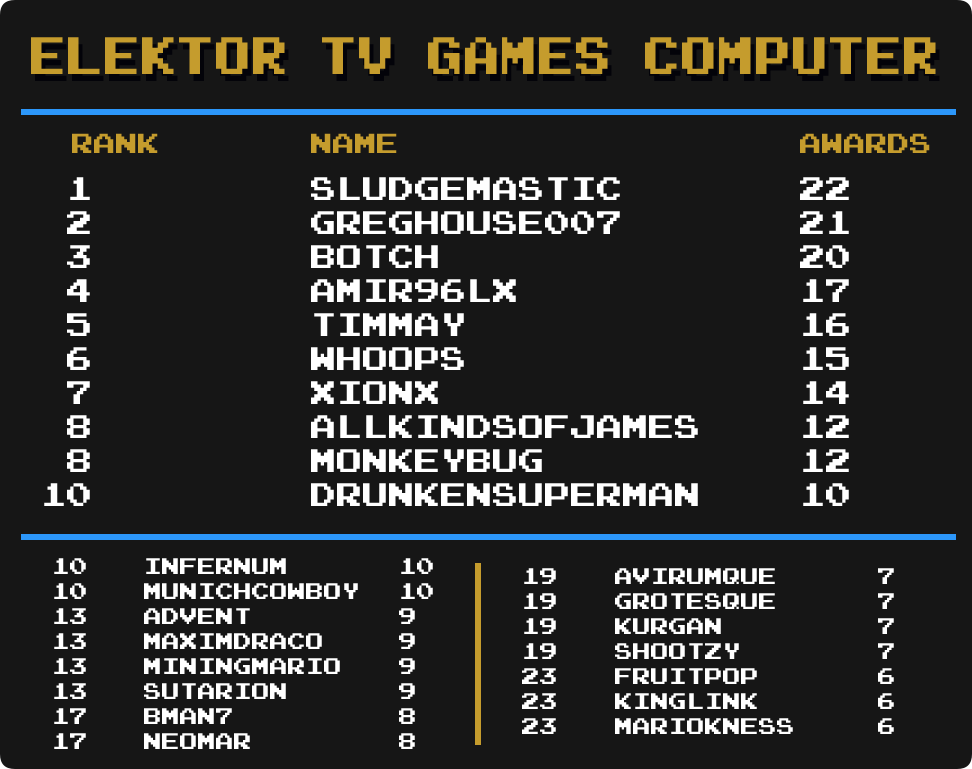 ELEKTOR TV GAMES COMPUTER
RANK NAME AWARDS
1 SLUDGEMASTIC 22
2 GREGHOUSE007 21
3 BOTCH 20
4 AMIR96LX 17
5 TIMMAY 16
6 WHOOPS 15
7 XIONX 14
8 ALLKINDSOFJAMES 12
8 MONKEYBUG 12
10 DRUNKENSUPERMAN 10
10 INFERNUM 10
10 MUNICHCOWBOY 10
13 ADVENT 9
13 MAXIMDRACO 9
13 MININGMARIO 9
13 SUTARION 9
17 BMAN7 8
17 NEOMAR 8
19 AVIRUMQUE 7
19 GROTESQUE 7
19 KURGAN 7
19 SHOOTZY 7
23 FRUITPOP 6
23 KINGLINK 6
23 MARIOKNESS 6